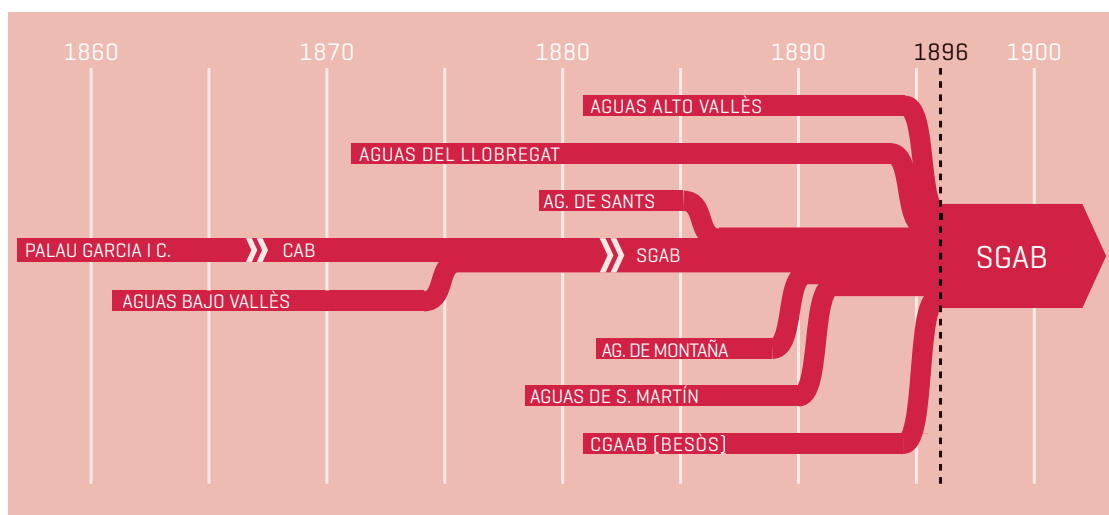 1860 1870 1880 1890 1896 1900
AGUAS ALTO VALLÈS
AGUAS DEL LLOBREGAT
AG. DE SANTS
PALAU GARCIA I C. CAB SGAB SGAB
AGUAS BAJO VALLÈS
AG. DE MONTAÑA
AGUAS DE S. MARTÍN
CGAAB (BESÒS)